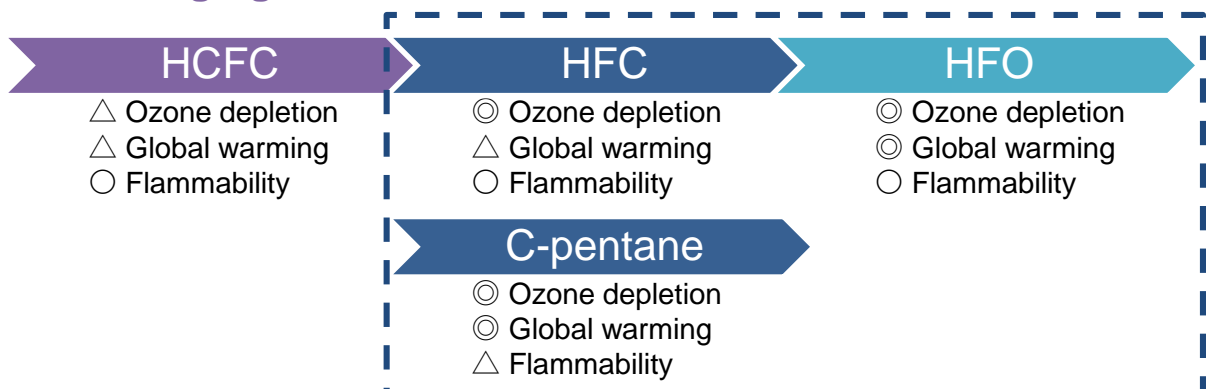 HCFC
△ Ozone depletion
△ Global warming
○ Flammability
HFC
◎ Ozone depletion
△ Global warming
○ Flammability
HFO
◎ Ozone depletion
◎ Global warming
○ Flammability
C-pentane
◎ Ozone depletion
◎ Global warming
△ Flammability